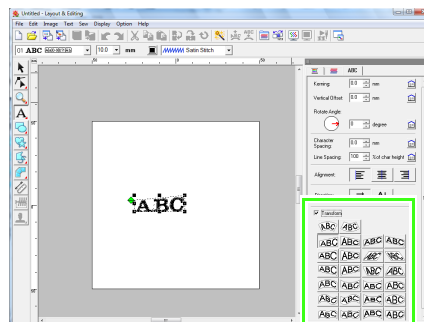 Untitled - Layout & Editing
File Edit Image Text Sew Display Option Help
01 ABC 10.0 mm Satin Stitch
ABC
Kerning: 0.0 mm
Vertical Offset 0.0 mm
Rotate Angle
0 degree
Character Spacing: 0.0 mm
Line Spacing: 100 % of char height
Alignment:
Transform
ABC ABC
ABC ABC ABC ABC
ABC ABC ABC ABC
ABC ABC ABC ABC
ABC ABC ABC ABC
ABC ABC ABC ABC
ABC ABC ABC ABC
ABC